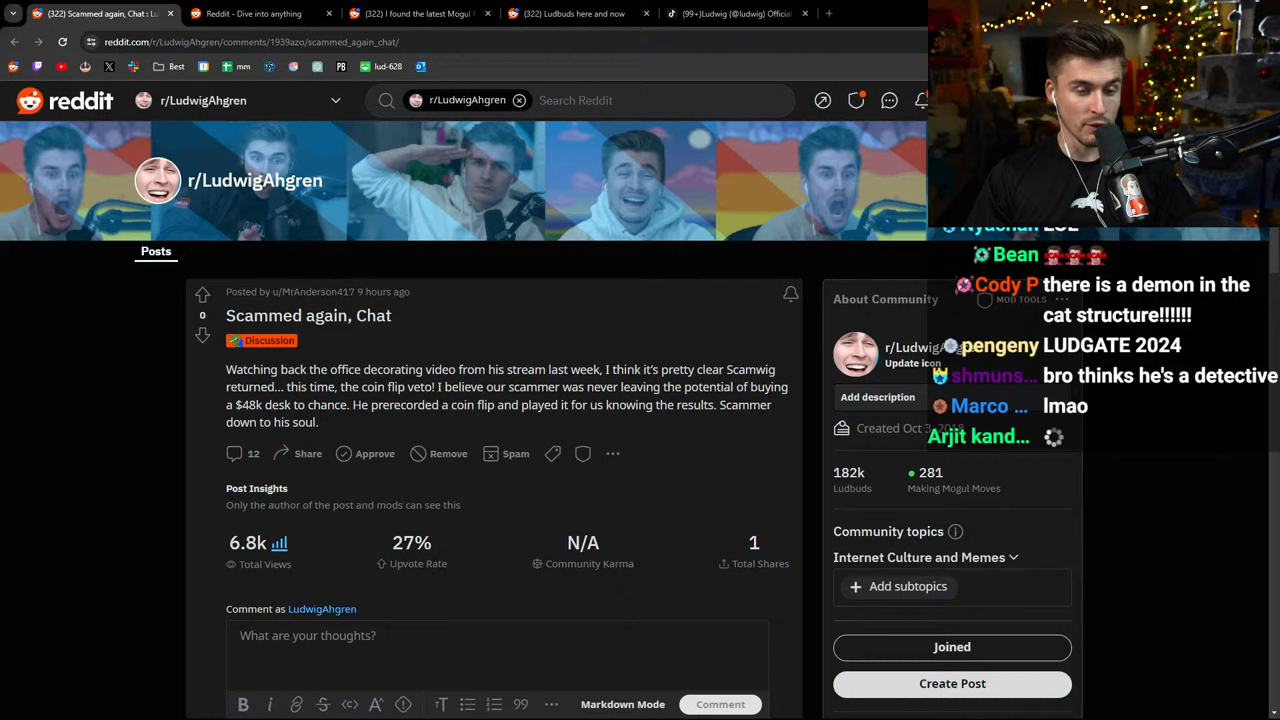 (322) Scammed again, Chat : Lu
Reddit - Dive into anything
(322) I found the latest Mogul M
(322) Ludbuds here and now
(99+)Ludwig (@ludwig) Official
reddit.com/r/LudwigAhgren/comments/1939azo/scammed_again_chat/
Best
mm
PB
lud-628
reddit
r/LudwigAhgren
r/LudwigAhgren
Search Reddit
r/LudwigAhgren
Posts
Posted by u/MrAnderson417 9 hours ago
0
Scammed again, Chat
Discussion
Watching back the office decorating video from his stream last week, I think it's pretty clear Scamwig
returned... this time, the coin flip veto! I believe our scammer was never leaving the potential of buying
a $48k desk to chance. He prerecorded a coin flip and played it for us knowing the results. Scammer
down to his soul.
12
Share
Approve
Remove
Spam
Post Insights
Only the author of the post and mods can see this
6.8k
Total Views
27%
Upvote Rate
N/A
Community Karma
1
Total Shares
Comment as LudwigAhgren
What are your thoughts?
Markdown Mode
Comment
About Community
MOD TOOLS
Update icon
Add description
Created Oct 3, 2018
182k
Ludbuds
281
Making Mogul Moves
Community topics
Internet Culture and Memes
Add subtopics
Joined
Create Post
Bean
Cody P there is a demon in the
cat structure!!!!!!
pengeny LUDGATE 2024
shmuns... bro thinks he's a detective
Marco ... lmao
Arjit kand...